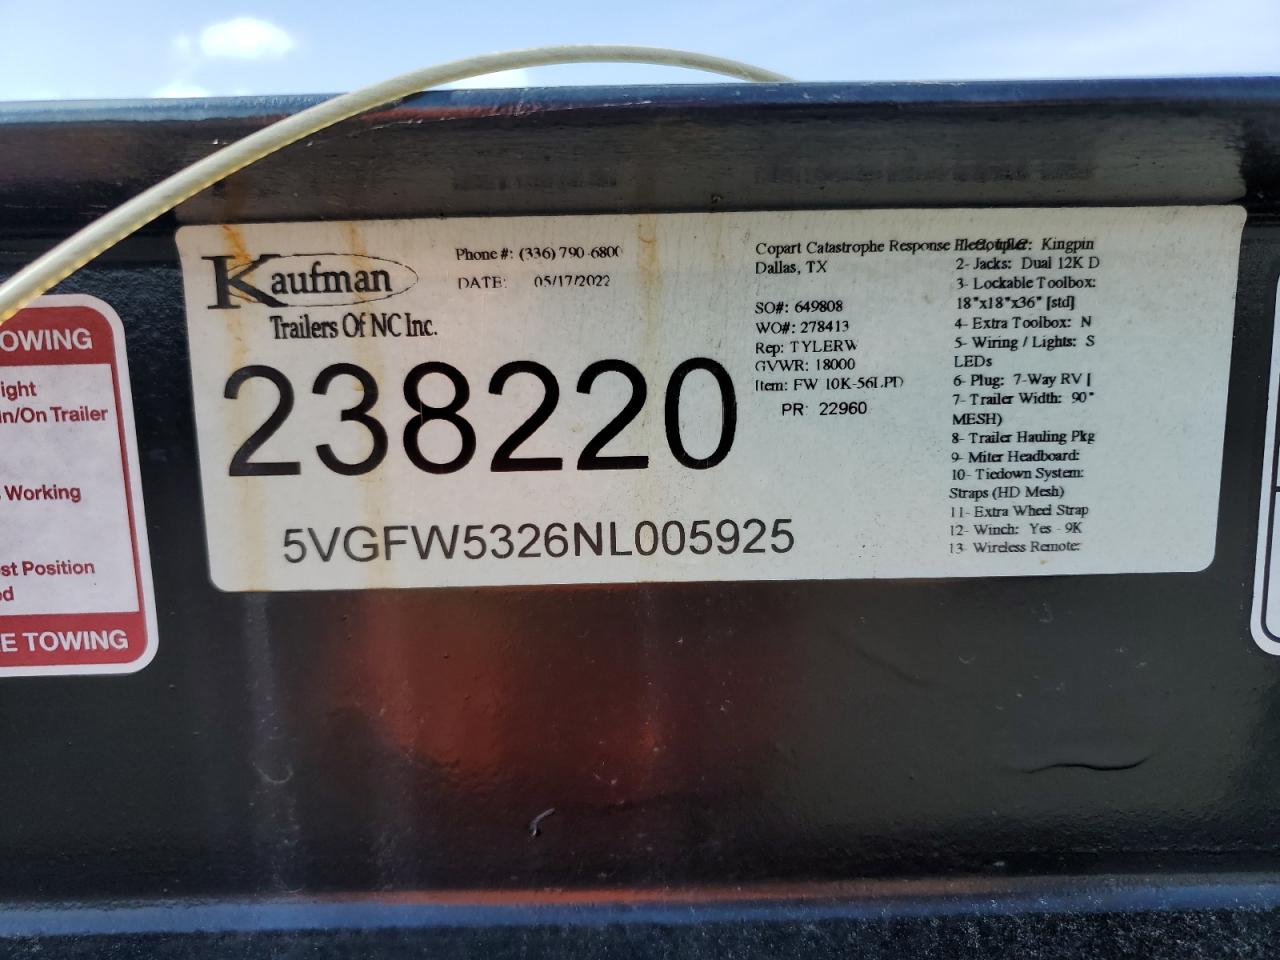 OWING
ight
in/On Trailer
Working
st Position
ed
E TOWING
Kaufman
Trailers Of NC Inc.
Phone #: (336) 790-6800
DATE: 05/17/2022
238220
5VGFW5326NL005925
Copart Catastrophe Response
Dallas, TX
SO#: 649808
WO#: 278413
Rep: TYLERW
GVWR: 18000
Item: FW 10K-56LPD
PR: 22960
Kingpin
2- Jacks: Dual 12K D
3- Lockable Toolbox:
18"x18"x36" [std]
4- Extra Toolbox: N
5- Wiring / Lights: S
LEDs
6- Plug: 7-Way RV [
7- Trailer Width: 90"
MESH)
8- Trailer Hauling Pkg
9- Miter Headboard:
10- Tiedown System:
Straps (HD Mesh)
11- Extra Wheel Strap
12- Winch: Yes - 9K
13- Wireless Remote: